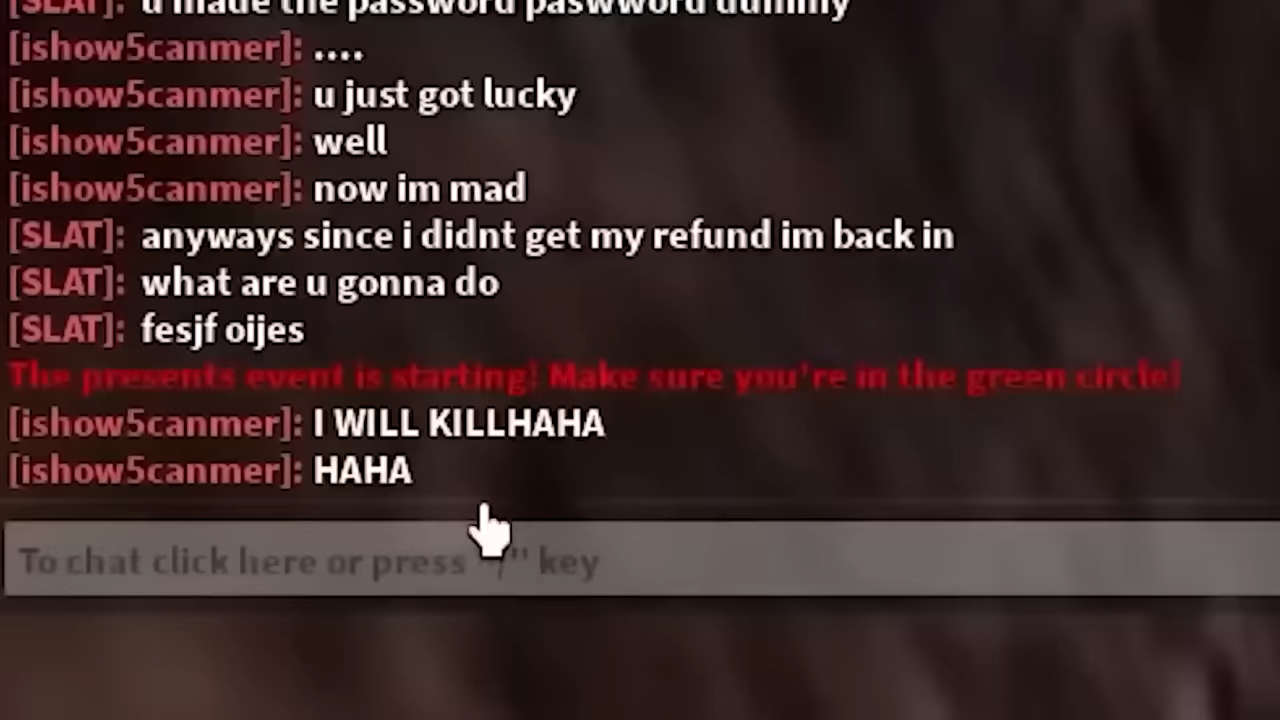 [SLAT]: u made the password paswword dummy
[ishow5canmer]: ....
[ishow5canmer]: u just got lucky
[ishow5canmer]: well
[ishow5canmer]: now im mad
[SLAT]: anyways since i didnt get my refund im back in
[SLAT]: what are u gonna do
[SLAT]: fesjf oijes
The presents event is starting! Make sure you're in the green circle!
[ishow5canmer]: I WILL KILLHAHA
[ishow5canmer]: HAHA
To chat click here or press "/" key